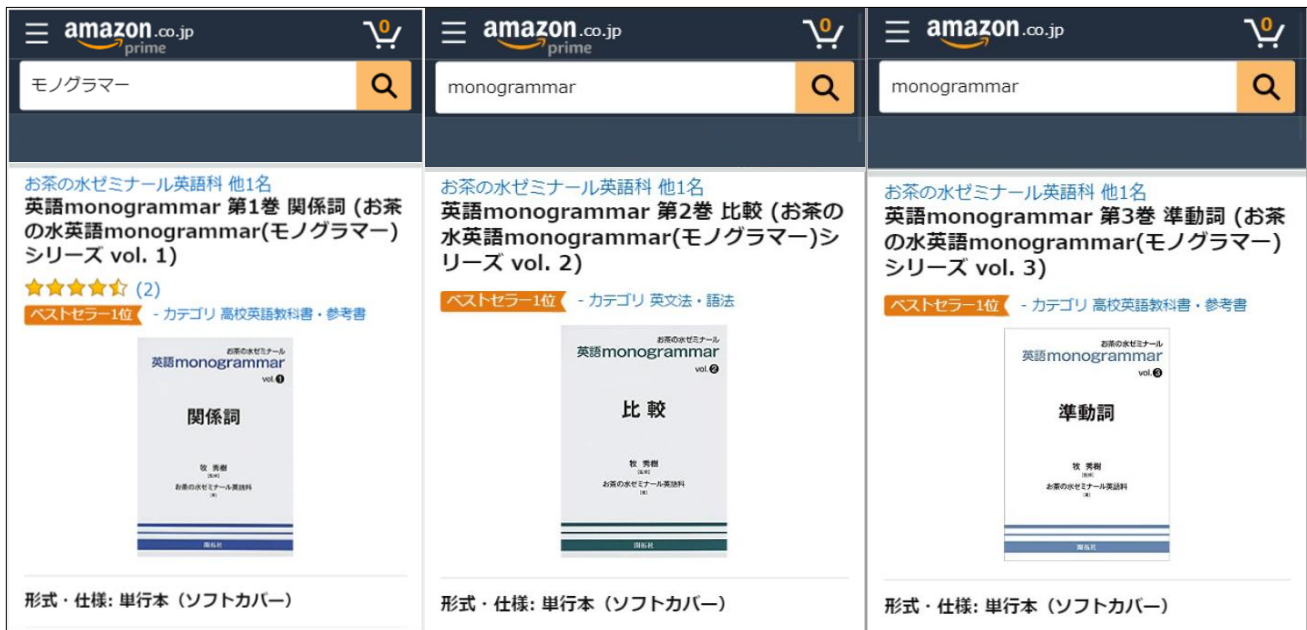 amazon.co.jp
prime
0
モノグラマー
お茶の水ゼミナール英語科 他1名
英語monogrammar 第1巻 関係詞 (お茶
の水英語monogrammar(モノグラマー)
シリーズ vol. 1)
(2)
ベストセラー1位 - カテゴリ 高校英語教科書・参考書
お茶の水ゼミナール
英語monogrammar
vol.❶
関係詞
牧 秀樹
[監修]
お茶の水ゼミナール英語科
[著]
開拓社
形式・仕様: 単行本（ソフトカバー）
amazon.co.jp
prime
0
monogrammar
お茶の水ゼミナール英語科 他1名
英語monogrammar 第2巻 比較 (お茶の
水英語monogrammar(モノグラマー)シ
リーズ vol. 2)
ベストセラー1位 - カテゴリ 英文法・語法
お茶の水ゼミナール
英語monogrammar
vol.❷
比較
牧 秀樹
[監修]
お茶の水ゼミナール英語科
[著]
開拓社
形式・仕様: 単行本（ソフトカバー）
amazon.co.jp
0
monogrammar
お茶の水ゼミナール英語科 他1名
英語monogrammar 第3巻 準動詞 (お茶
の水英語monogrammar(モノグラマー)
シリーズ vol. 3)
ベストセラー1位 - カテゴリ 高校英語教科書・参考書
お茶の水ゼミナール
英語monogrammar
vol.❸
準動詞
牧 秀樹
[監修]
お茶の水ゼミナール英語科
[著]
開拓社
形式・仕様: 単行本（ソフトカバー）